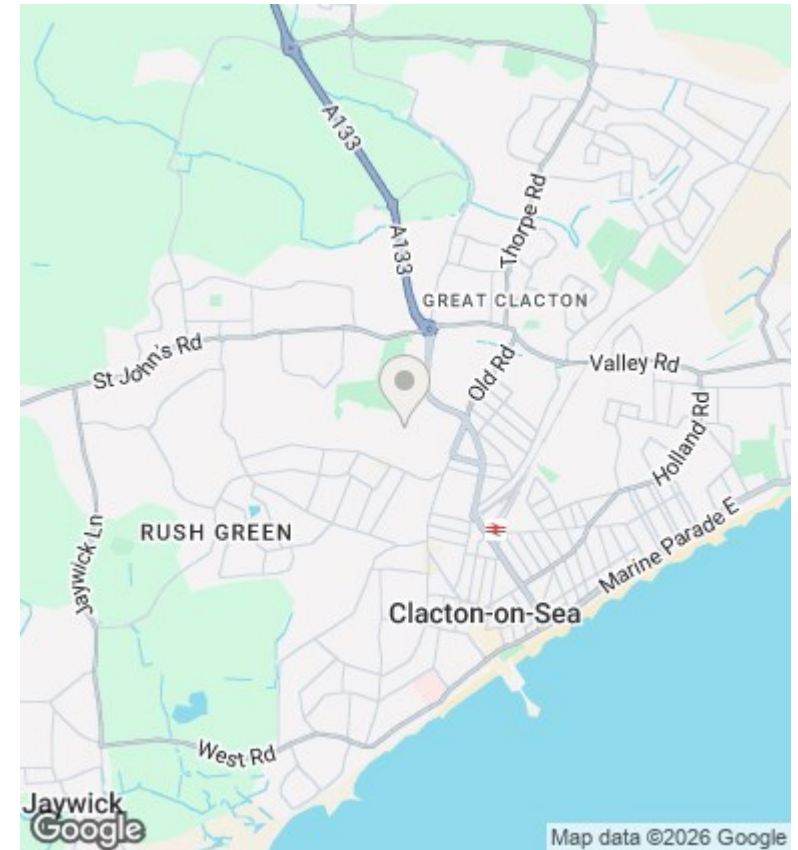 A133
A133
Thorpe Rd
GREAT CLACTON
St John's Rd
Old Rd
Valley Rd
Holland Rd
RUSH GREEN
Jaywick Ln
Marine Parade E
Clacton-on-Sea
West Rd
Jaywick
Google
Map data ©2026 Google